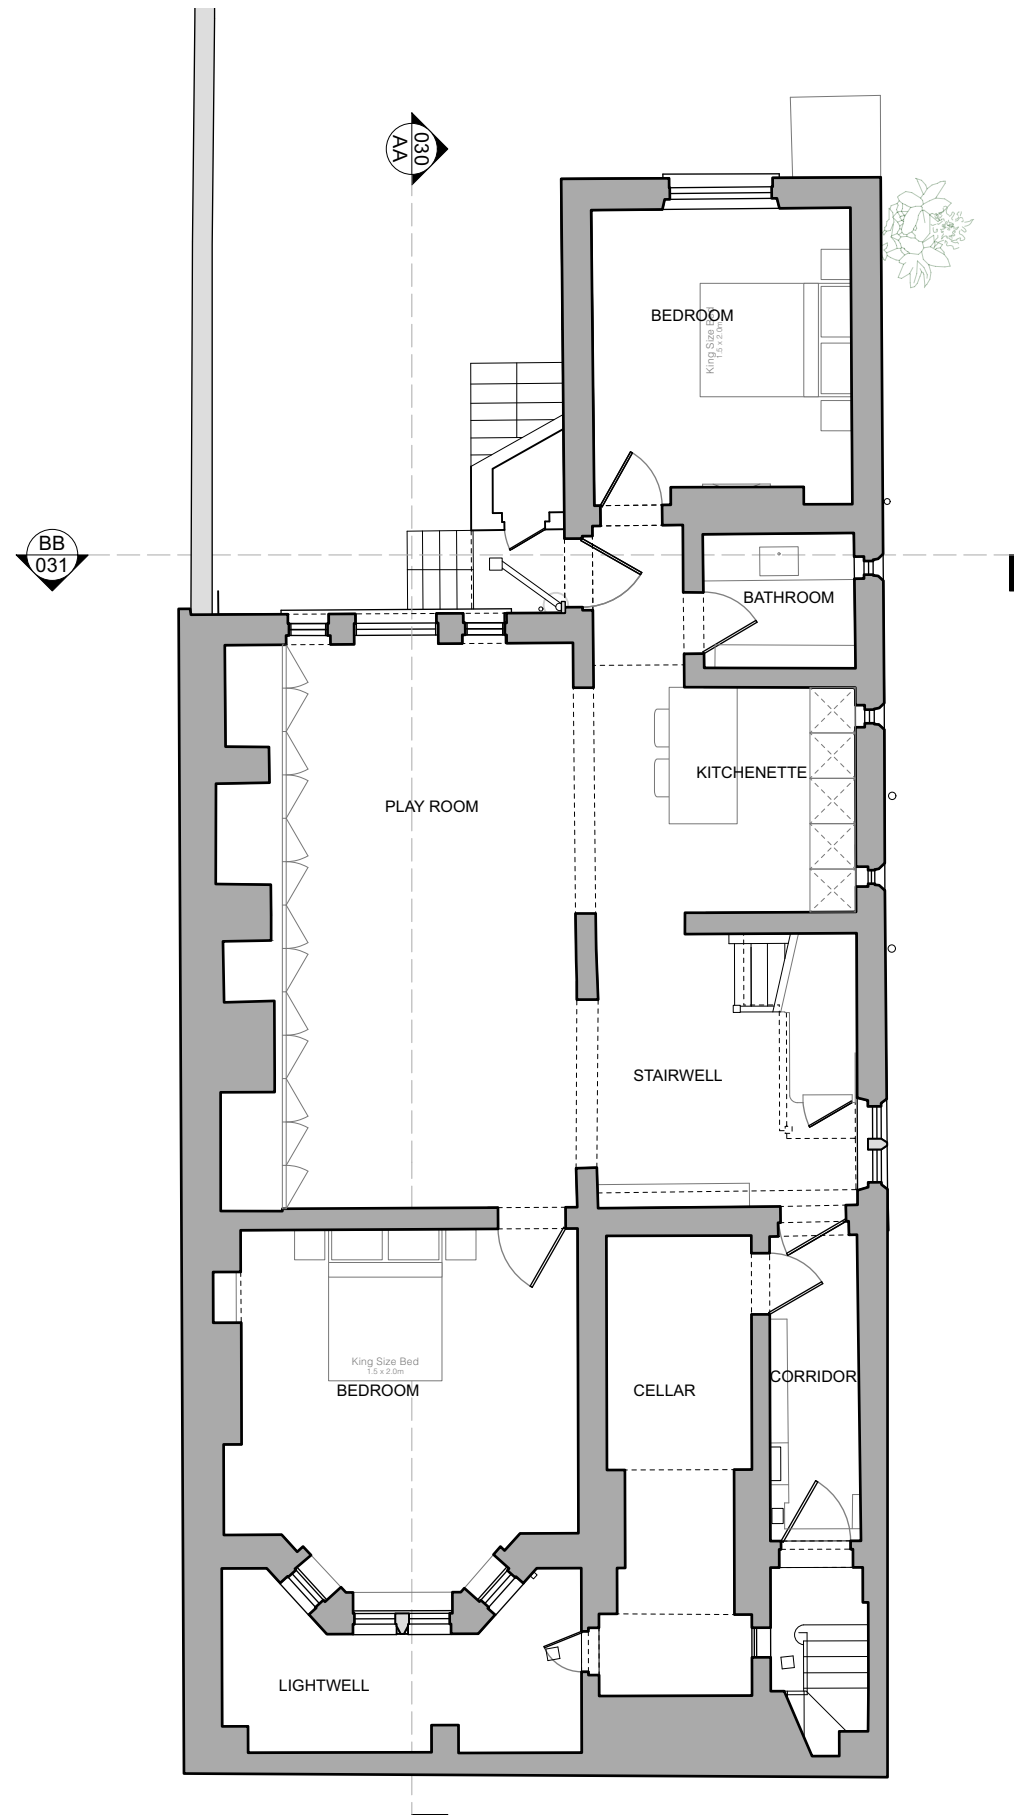 030
AA
BEDROOM
King Size Bed
1.5 x 2.0m
BB
031
BATHROOM
KITCHENETTE
PLAY ROOM
STAIRWELL
King Size Bed
1.5 x 2.0m
BEDROOM
CELLAR
CORRIDOR
LIGHTWELL